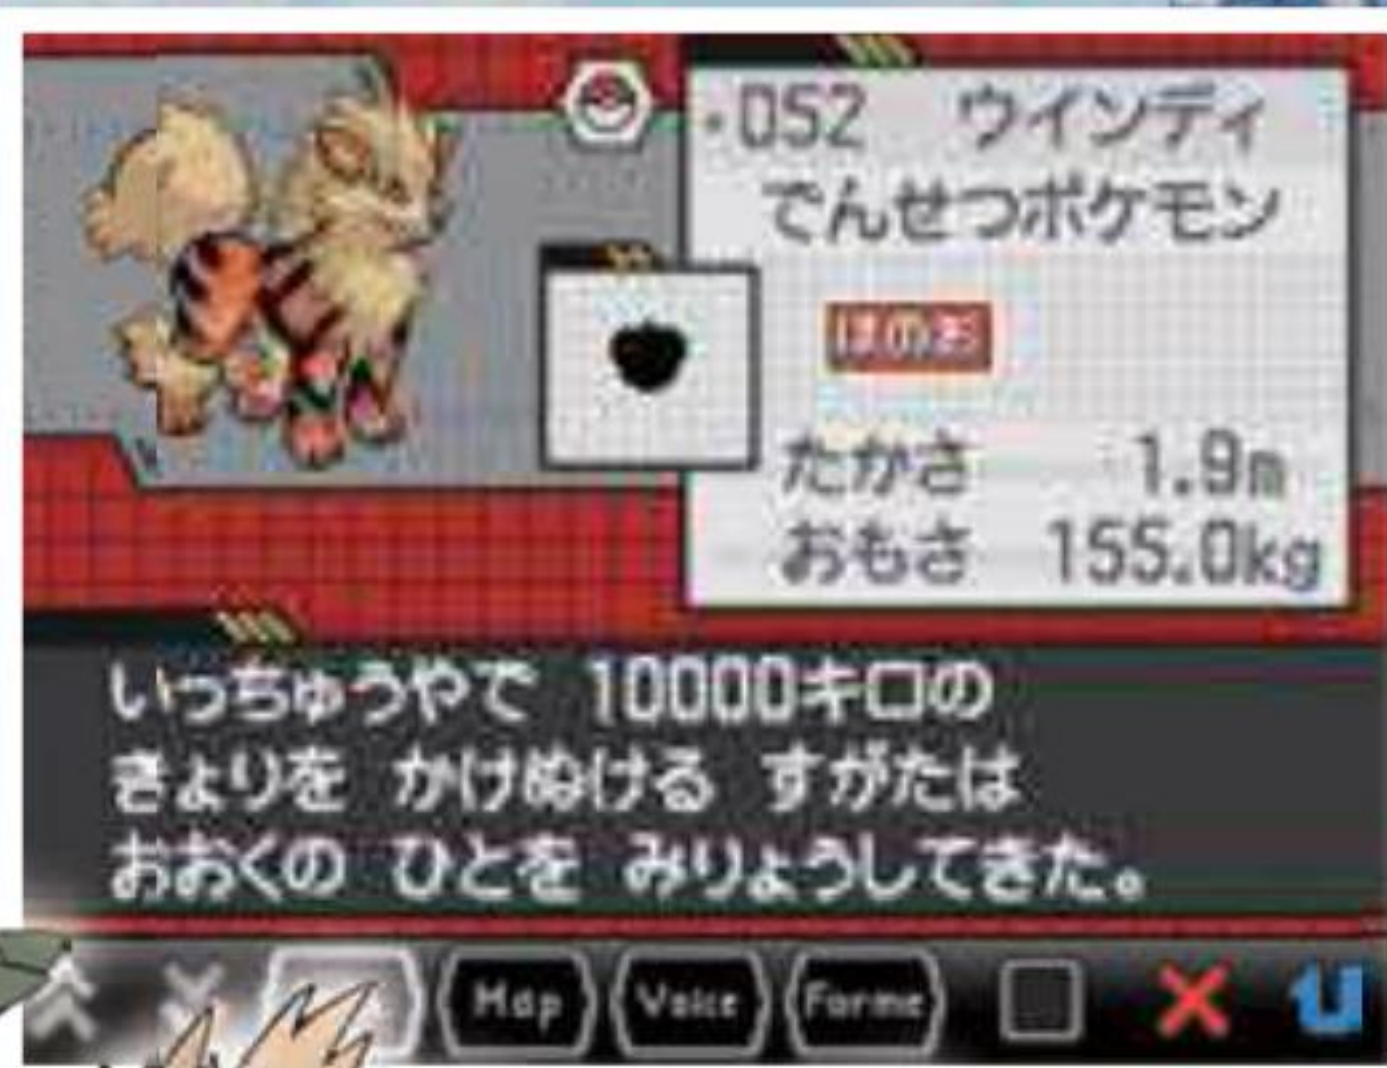 052 ウインディ
でんせつポケモン
ほのお
たかさ 1.9m
おもさ 155.0kg
いっちゅうやで 10000キロの
きょりを かけぬける すがたは
おおくの ひとを みりょうしてきた。
Map Voice Forme